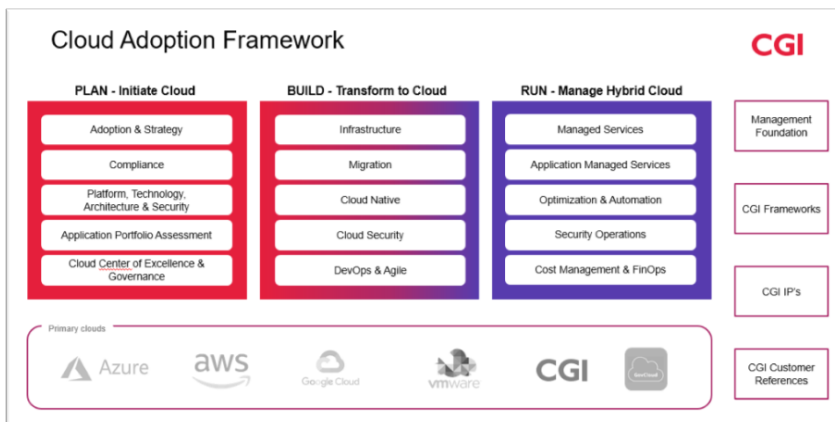 Cloud Adoption Framework
CGI
PLAN - Initiate Cloud
Adoption & Strategy
Compliance
Platform, Technology,
Architecture & Security
Application Portfolio Assessment
Cloud Center of Excellence &
Governance
BUILD - Transform to Cloud
Infrastructure
Migration
Cloud Native
Cloud Security
DevOps & Agile
RUN - Manage Hybrid Cloud
Managed Services
Application Managed Services
Optimization & Automation
Security Operations
Cost Management & FinOps
Management
Foundation
CGI Frameworks
CGI IP's
CGI Customer
References
Primary clouds
Azure
aws
Google Cloud
vmware
CGI